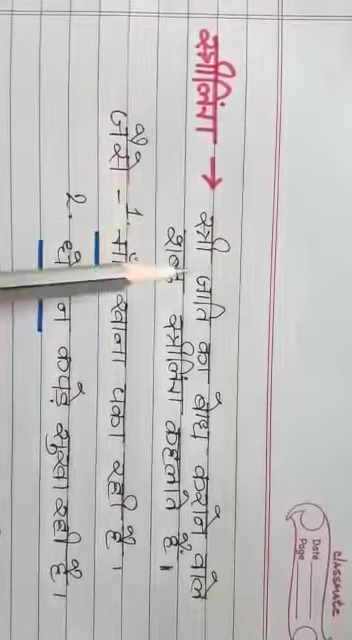 classmate
Date
Page
स्त्रीलिंग → स्त्री जाति का बोध कराने वाले
शब्द स्त्रीलिंग कहलाते है।
जैसे - 1. माँ खाना पका रही है।
2. कपड़े सुखा रही है।